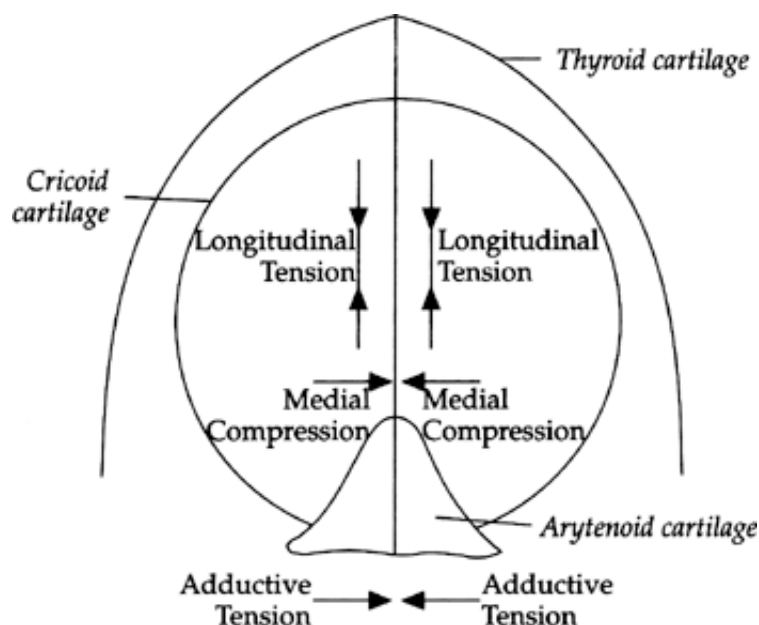 Thyroid cartilage
Cricoid
cartilage
Longitudinal
Tension
Longitudinal
Tension
Medial
Compression
Medial
Compression
Arytenoid cartilage
Adductive
Tension
Adductive
Tension